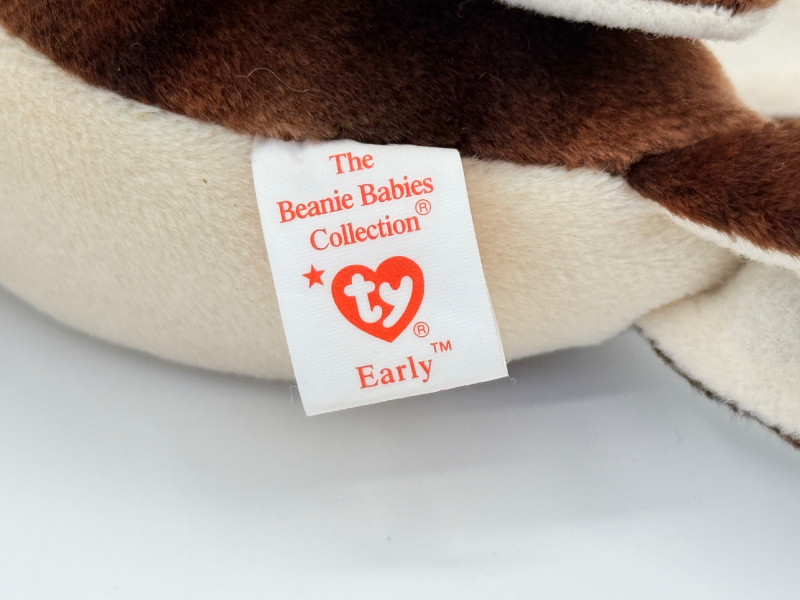 The
Beanie Babies
Collection®
ty®
Early™